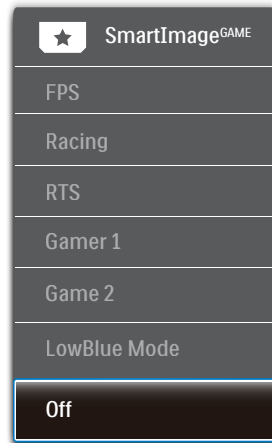 SmartImageGAME
FPS
Racing
RTS
Gamer 1
Game 2
LowBlue Mode
Off